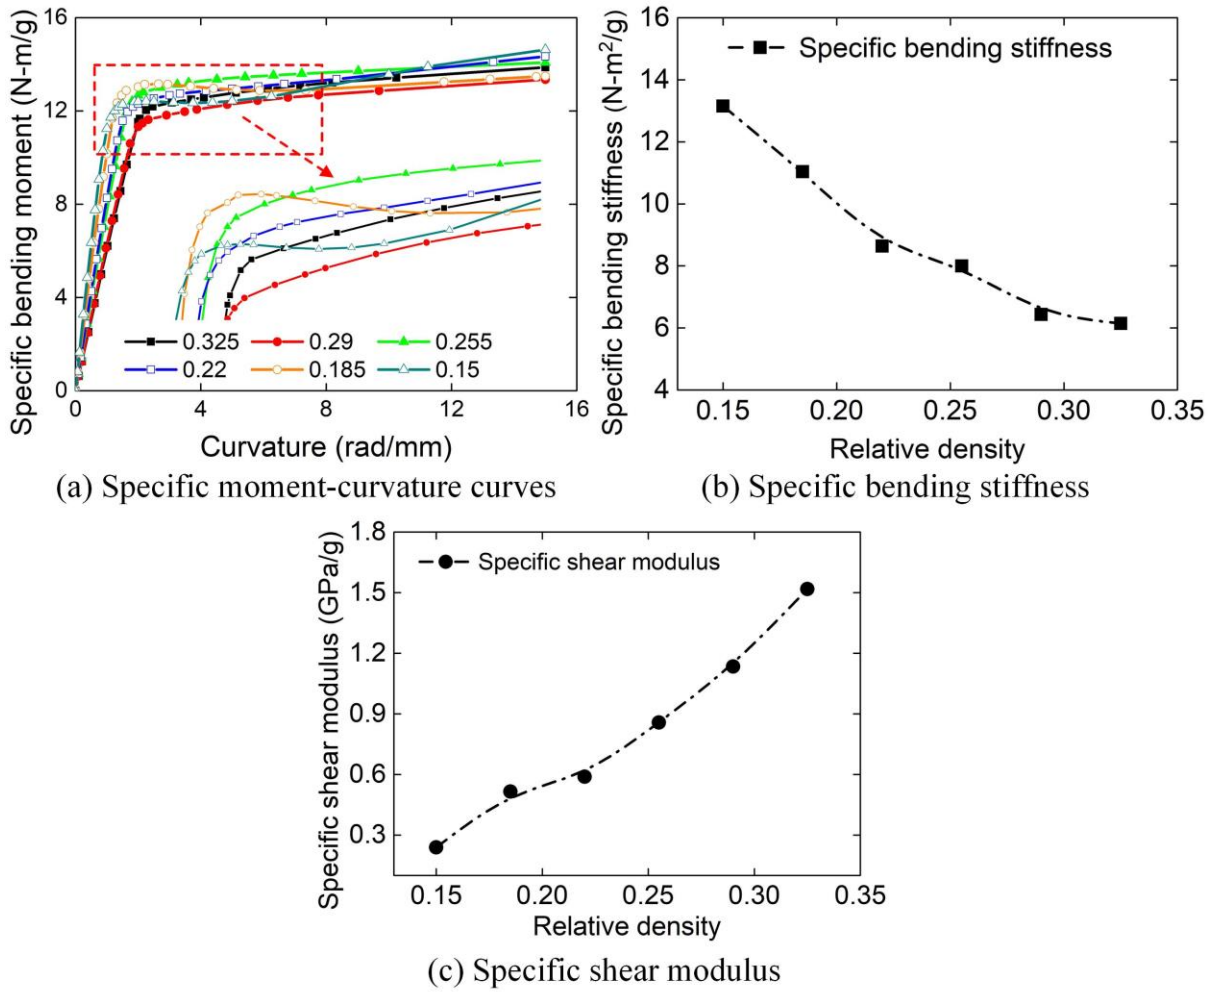 Specific bending moment (N-m/g)
16
12
8
4
0
0.325 0.29 0.255
0.22 0.185 0.15
0 4 8 12 16
Curvature (rad/mm)
(a) Specific moment-curvature curves
Specific bending stiffness (N-m²/g)
16
14
12
10
8
6
4
Specific bending stiffness
0.15 0.20 0.25 0.30 0.35
Relative density
(b) Specific bending stiffness
Specific shear modulus (GPa/g)
1.8
1.5
1.2
0.9
0.6
0.3
Specific shear modulus
0.15 0.20 0.25 0.30 0.35
Relative density
(c) Specific shear modulus